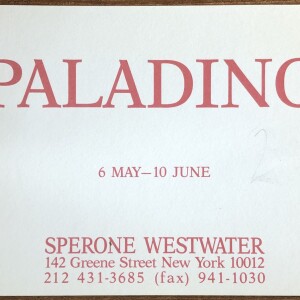 PALADINO
6 MAY—10 JUNE
SPERONE WESTWATER
142 Greene Street New York 10012
212 431-3685 (fax) 941-1030